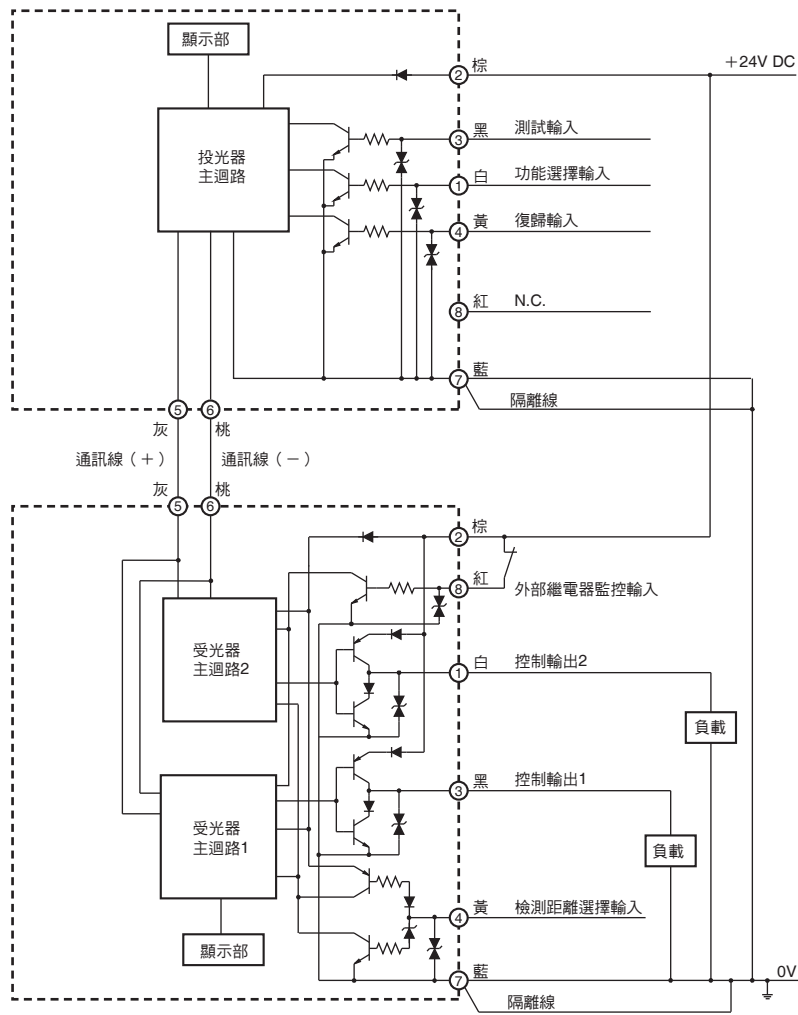 顯示部
② 棕 +24V DC
投光器
主迴路
③ 黑 測試輸入
① 白 功能選擇輸入
④ 黃 復歸輸入
⑧ 紅 N.C.
⑦ 藍
隔離線
⑤ ⑥
灰 桃
通訊線(+) 通訊線(-)
灰 桃
⑤ ⑥
② 棕
⑧ 紅 外部繼電器監控輸入
受光器
主迴路2
① 白 控制輸出2
負載
受光器
主迴路1
③ 黑 控制輸出1
負載
④ 黃 檢測距離選擇輸入
顯示部
⑦ 藍 0V
隔離線